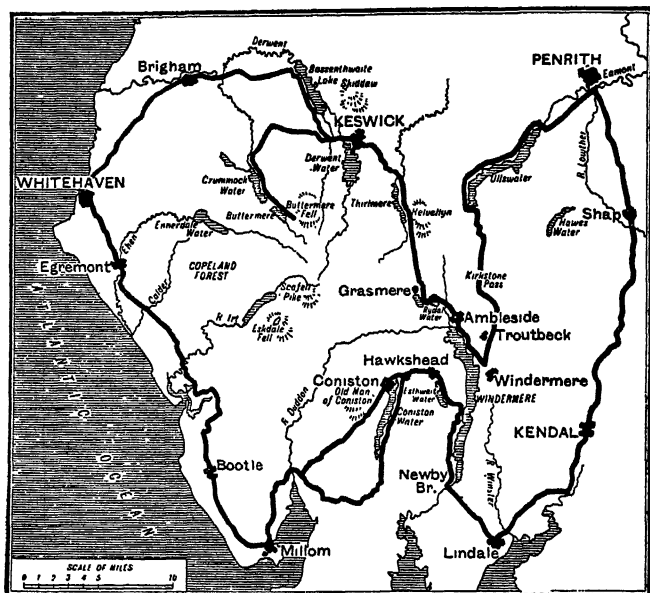 Derwent
Brigham
Bassenthwaite
Lake Skiddaw
PENRITH
Eamont
KESWICK
Derwent
Water
Crummock
Water
Buttermere
Buttermere
Fell
Thirlmere
Helvellyn
Ullswater
R. Lowther
WHITEHAVEN
Ennerdale
Water
Ehen
Hawes
Water
Shap
Egremont
Calder
COPELAND
FOREST
Scafell
Pike
R. Irt
Eskdale
Fell
Grasmere
Rydal
Water
Kirkstone
Pass
Ambleside
Troutbeck
Hawkshead
Coniston
Old Man
of Coniston
Esthwaite
Water
Coniston
Water
Windermere
WINDERMERE
R. Duddon
KENDAL
Bootle
Newby
Br.
R. Winster
Millom
Lindale
ATLANTIC OCEAN
SCALE OF MILES
0 1 2 3 4 5 10